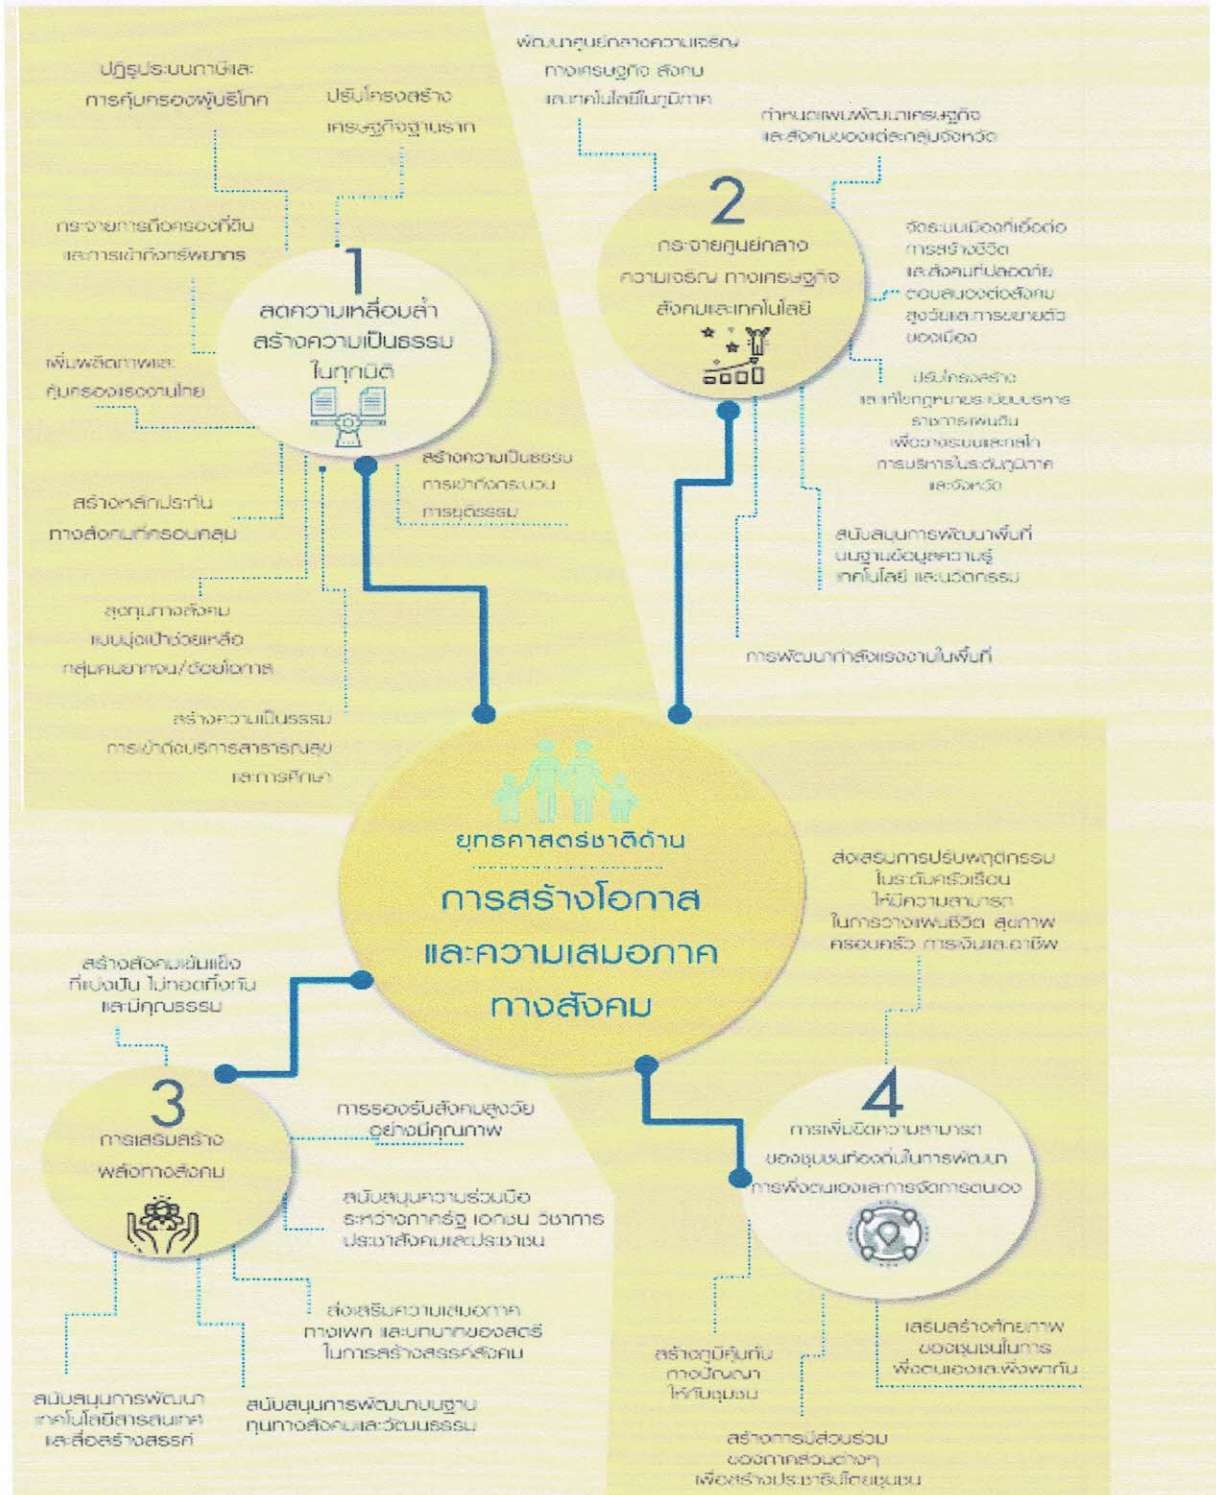 ปฏิรูประบบภาษีและ
การคุ้มครองผู้บริโภค
ปรับโครงสร้าง
เศรษฐกิจฐานราก
กระจายการถือครองที่ดิน
และการเข้าถึงทรัพยากร
1
ลดความเหลื่อมล้ำ
สร้างความเป็นธรรม
ในทุกมิติ
เพิ่มผลิตภาพและ
คุ้มครองแรงงานไทย
สร้างความเป็นธรรม
การเข้าถึงกระบวน
การยุติธรรม
สร้างหลักประกัน
ทางสังคมที่ครอบคลุม
ลงทุนทางสังคม
แบบมุ่งเป้าช่วยเหลือ
กลุ่มคนยากจน/ด้อยโอกาส
สร้างความเป็นธรรม
การเข้าถึงบริการสาธารณสุข
และการศึกษา
พัฒนาศูนย์กลางความเจริญ
ทางเศรษฐกิจ สังคม
และเทคโนโลยีในภูมิภาค
กำหนดแผนพัฒนาเศรษฐกิจ
และสังคมของแต่ละกลุ่มจังหวัด
2
กระจายศูนย์กลาง
ความเจริญ ทางเศรษฐกิจ
สังคมและเทคโนโลยี
จัดระบบเมืองที่เอื้อต่อ
การสร้างชีวิต
และสังคมที่ปลอดภัย
ตอบสนองต่อสังคม
สูงวัยและการขยายตัว
ของเมือง
ปรับโครงสร้าง
และแก้ไขกฎหมายระเบียบบริหาร
ราชการแผ่นดิน
เพื่อวางระบบและกลไก
การบริหารในระดับภูมิภาค
และจังหวัด
สนับสนุนการพัฒนาพื้นที่
บนฐานข้อมูลความรู้
เทคโนโลยี และนวัตกรรม
การพัฒนากำลังแรงงานในพื้นที่
ยุทธศาสตร์ชาติด้าน
การสร้างโอกาส
และความเสมอภาค
ทางสังคม
สร้างสังคมเข้มแข็ง
ที่แบ่งปัน ไม่ทอดทิ้งกัน
และมีคุณธรรม
3
การเสริมสร้าง
พลังทางสังคม
การรองรับสังคมสูงวัย
อย่างมีคุณภาพ
สนับสนุนความร่วมมือ
ระหว่างภาครัฐ เอกชน วิชาการ
ประชาสังคมและประชาชน
ส่งเสริมความเสมอภาค
ทางเพศ และบทบาทของสตรี
ในการสร้างสรรค์สังคม
สนับสนุนการพัฒนา
เทคโนโลยีสารสนเทศ
และสื่อสร้างสรรค์
สนับสนุนการพัฒนาบนฐาน
ทุนทางสังคมและวัฒนธรรม
ส่งเสริมการปรับพฤติกรรม
ในระดับครัวเรือน
ให้มีความสามารถ
ในการวางแผนชีวิต สุขภาพ
ครอบครัว การเงินและอาชีพ
4
การเพิ่มขีดความสามารถ
ของชุมชนท้องถิ่นในการพัฒนา
การพึ่งตนเองและการจัดการตนเอง
สร้างภูมิคุ้มกัน
ทางปัญญา
ให้กับชุมชน
เสริมสร้างศักยภาพ
ของชุมชนในการ
พึ่งตนเองและพึ่งพากัน
สร้างการมีส่วนร่วม
ของภาคส่วนต่างๆ
เพื่อสร้างประชาธิปไตยชุมชน